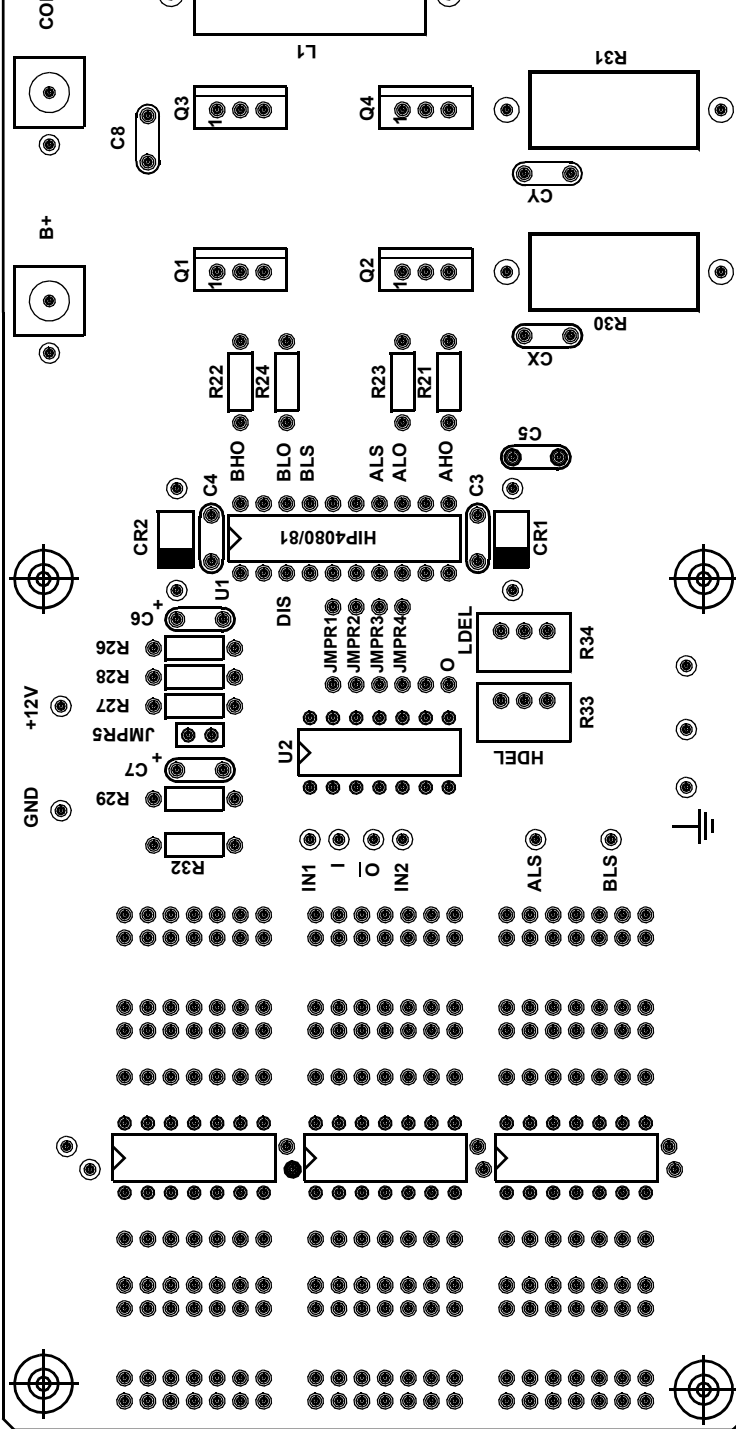 L1
R31
Q3
1
Q4
1
C8
CY
B+
Q1
1
Q2
1
R30
CX
R22
R24
R23
R21
C5
BHO
BLO
BLS
ALS
ALO
AHO
C4
C3
CR2
HIP4080/81
CR1
U1
DIS
C6
+
R26
R28
R27
JMPR5
C7
+
R29
R32
JMPR1
JMPR2
JMPR3
JMPR4
O
LDEL
R34
R33
HDEL
U2
+12V
GND
IN1
I
O
IN2
ALS
BLS